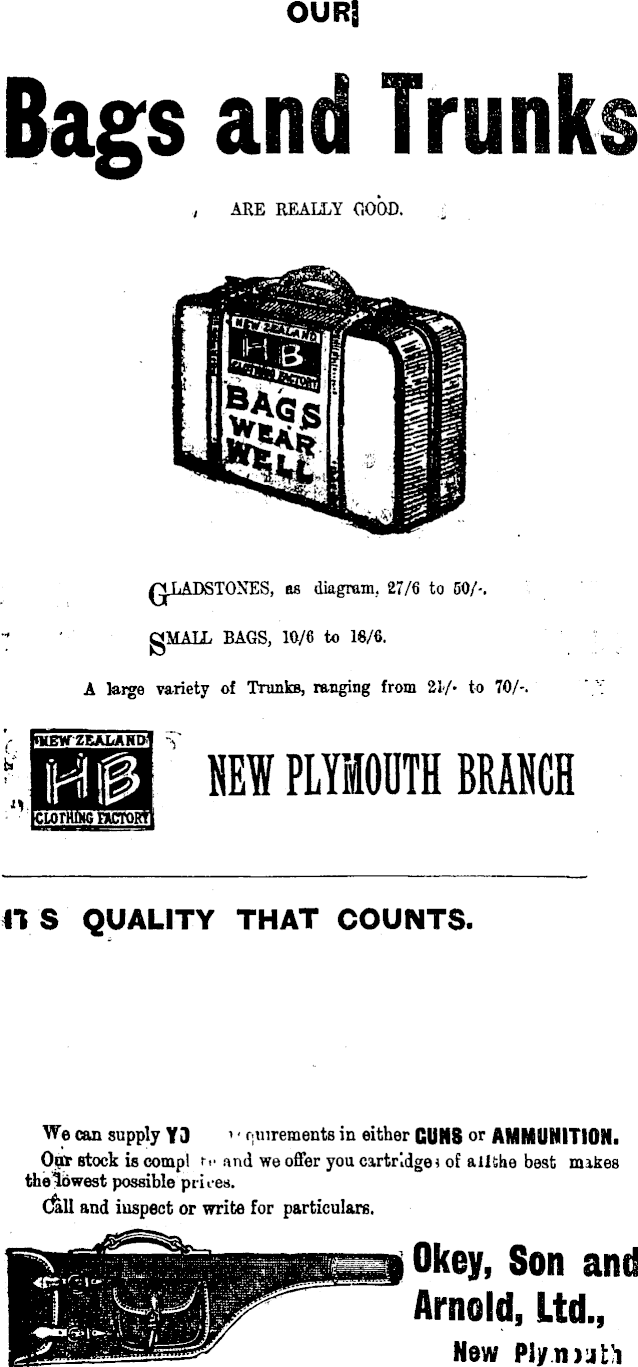 OUR
Bags and Trunks
ARE REALLY GOOD.
NEW ZEALAND
HB
CLOTHING FACTORY
BAGS
WEAR
WELL
GLADSTONES, as diagram, 27/6 to 50/-.
SMALL BAGS, 10/6 to 18/6.
A large variety of Trunks, ranging from 21/- to 70/-.
NEW ZEALAND
HB
CLOTHING FACTORY
NEW PLYMOUTH BRANCH
IT S QUALITY THAT COUNTS.
We can supply in either GUNS or AMMUNITION.
Our stock is and we offer you cartridges of all the best makes
the lowest possible prices.
Call and inspect or write for particulars.
Okey, Son and
Arnold, Ltd.,
New Plymouth